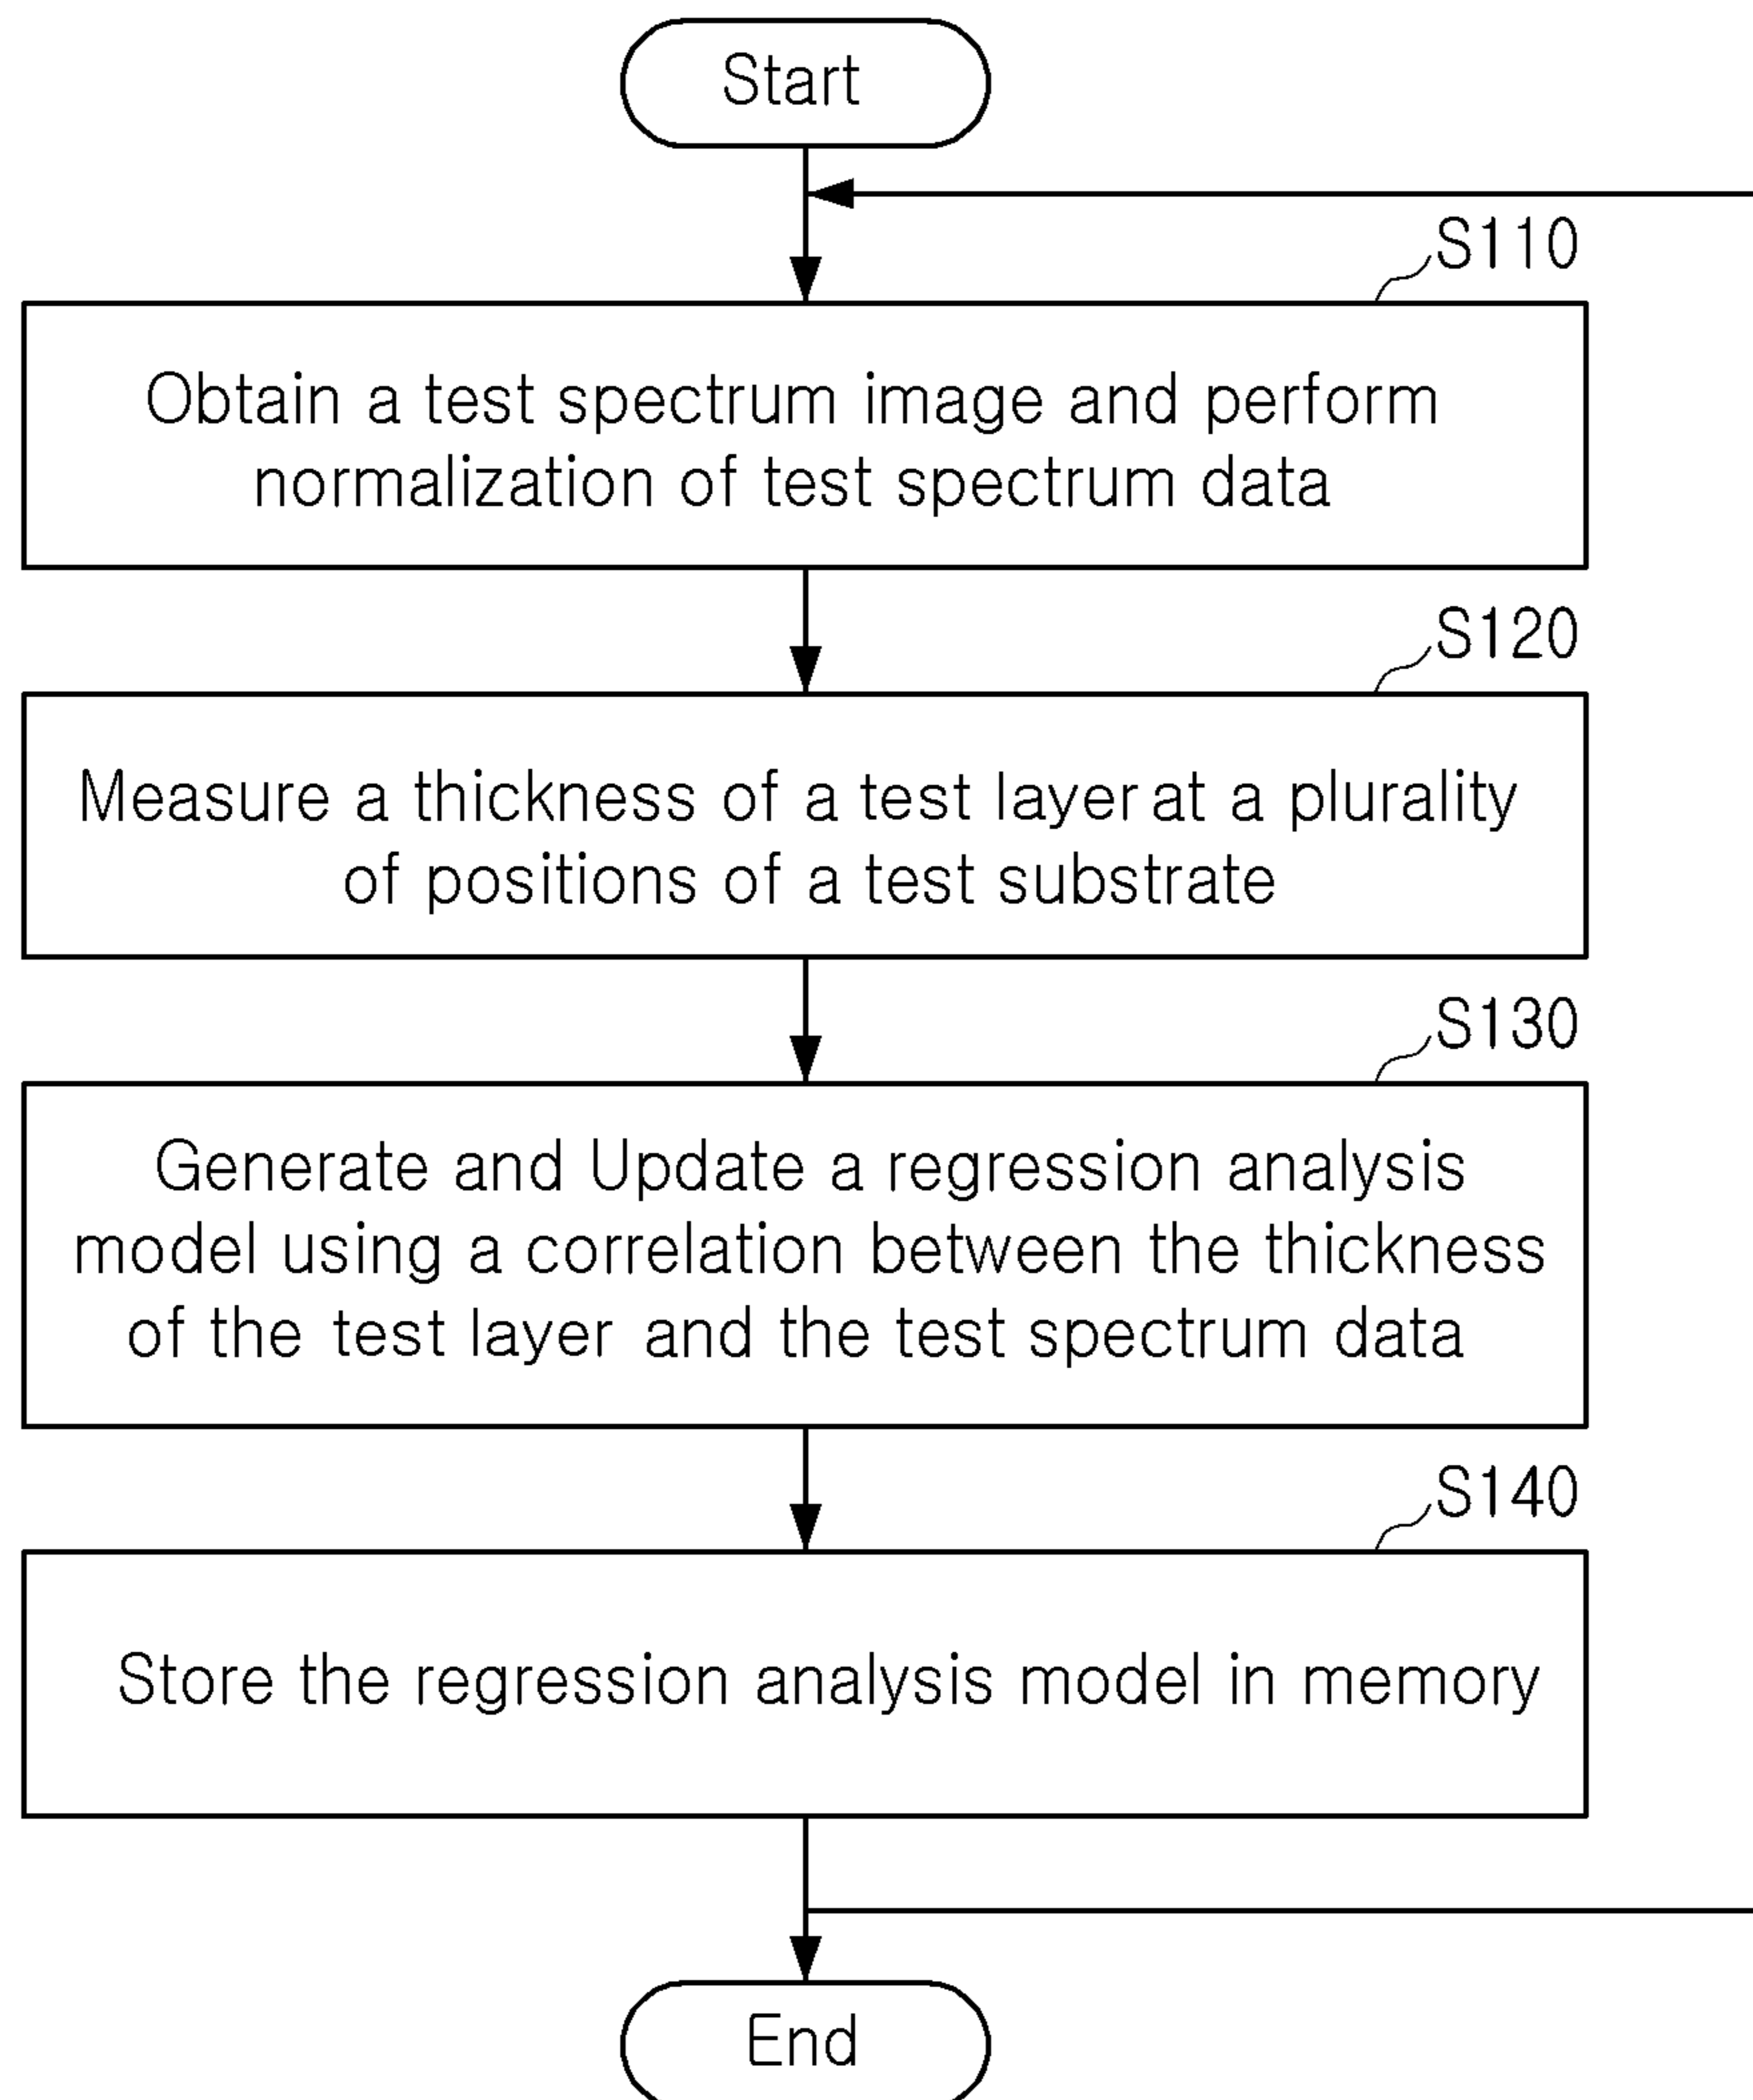 Start
S110
Obtain a test spectrum image and perform
normalization of test spectrum data
S120
Measure a thickness of a test layer at a plurality
of positions of a test substrate
S130
Generate and Update a regression analysis
model using a correlation between the thickness
of the test layer and the test spectrum data
S140
Store the regression analysis model in memory
End